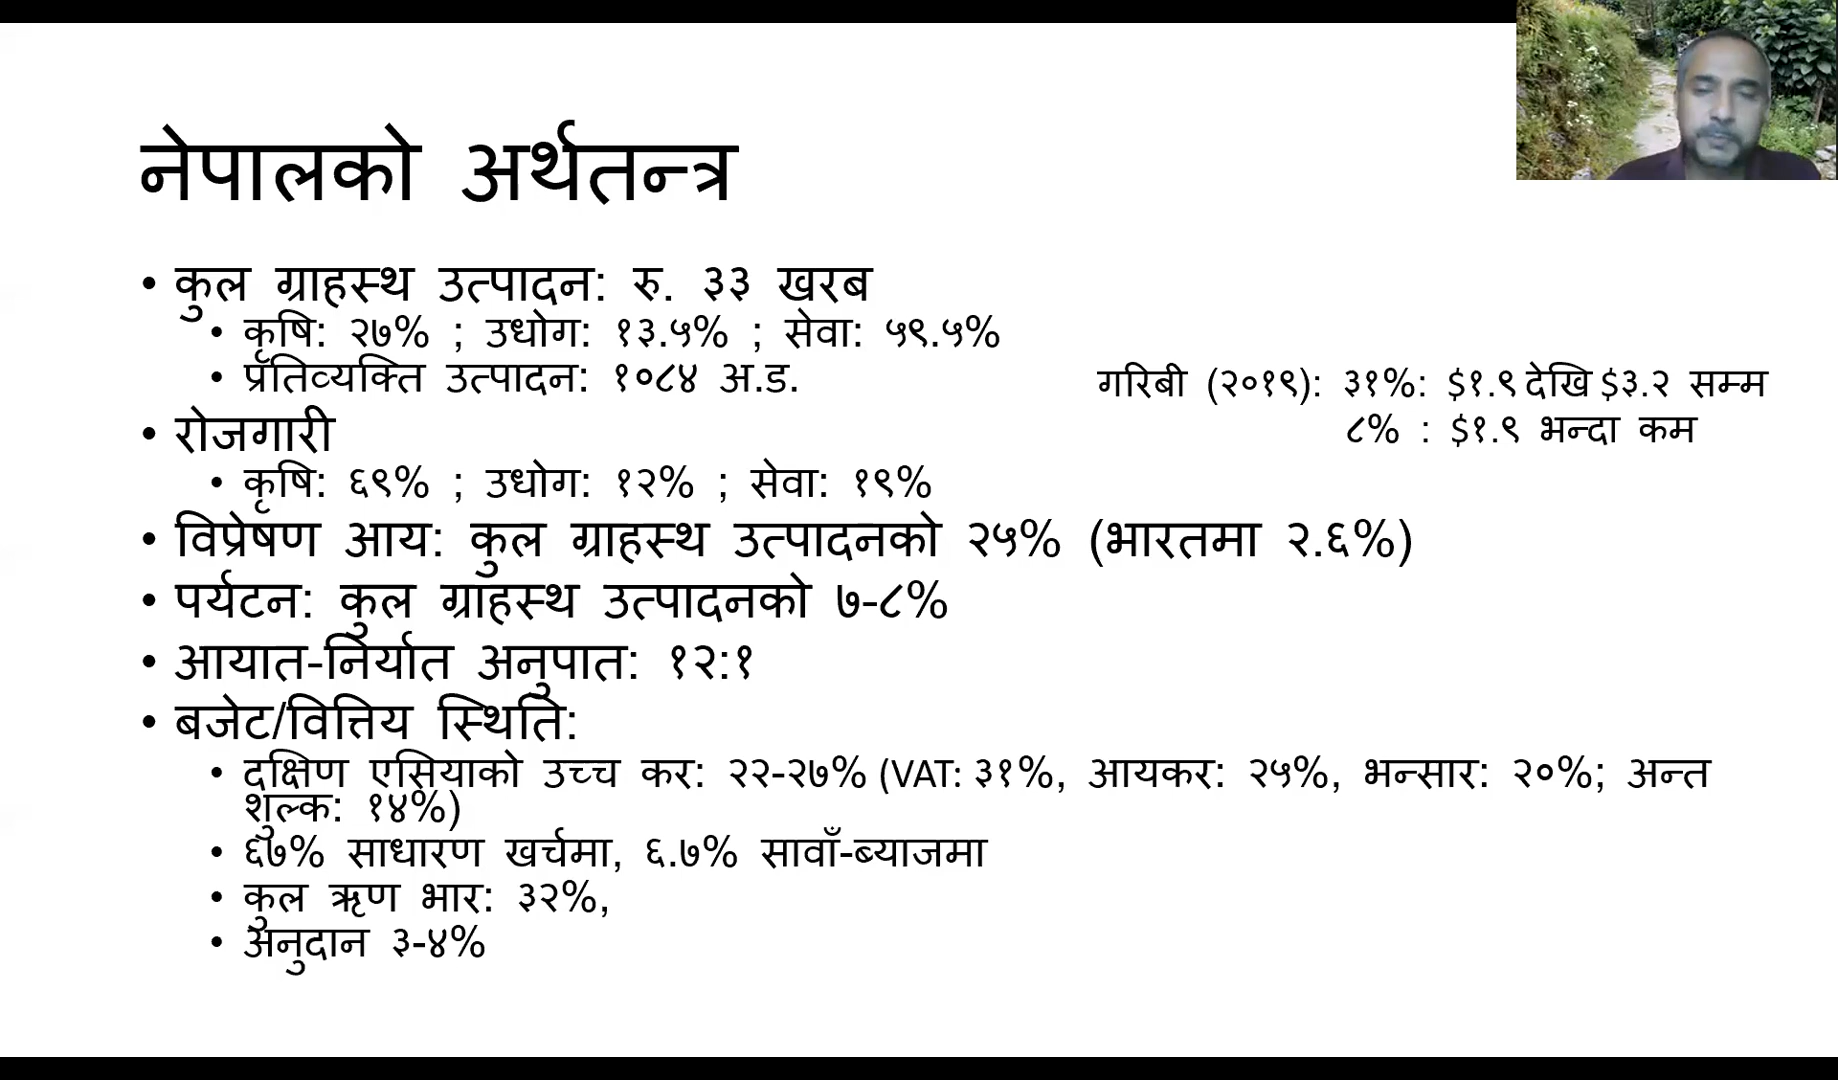 नेपालको अर्थतन्त्र
• कुल ग्राहस्थ उत्पादन: रु. ३३ खरब
• कृषि: २७% ; उधोग: १३.५% ; सेवा: ५९.५%
• प्रतिव्यक्ति उत्पादन: १०८४ अ.ड.
गरिबी (२०१९): ३१%: $१.९ देखि $३.२ सम्म
८% : $१.९ भन्दा कम
• रोजगारी
• कृषि: ६९% ; उधोग: १२% ; सेवा: १९%
• विप्रेषण आय: कुल ग्राहस्थ उत्पादनको २५% (भारतमा २.६%)
• पर्यटन: कुल ग्राहस्थ उत्पादनको ७-८%
• आयात-निर्यात अनुपात: १२:१
• बजेट/वित्तिय स्थिति:
• दक्षिण एसियाको उच्च कर: २२-२७% (VAT: ३१%, आयकर: २५%, भन्सार: २०%; अन्त
शुल्क: १४%)
• ६७% साधारण खर्चमा, ६.७% सावाँ-ब्याजमा
• कुल ऋण भार: ३२%,
• अनुदान ३-४%